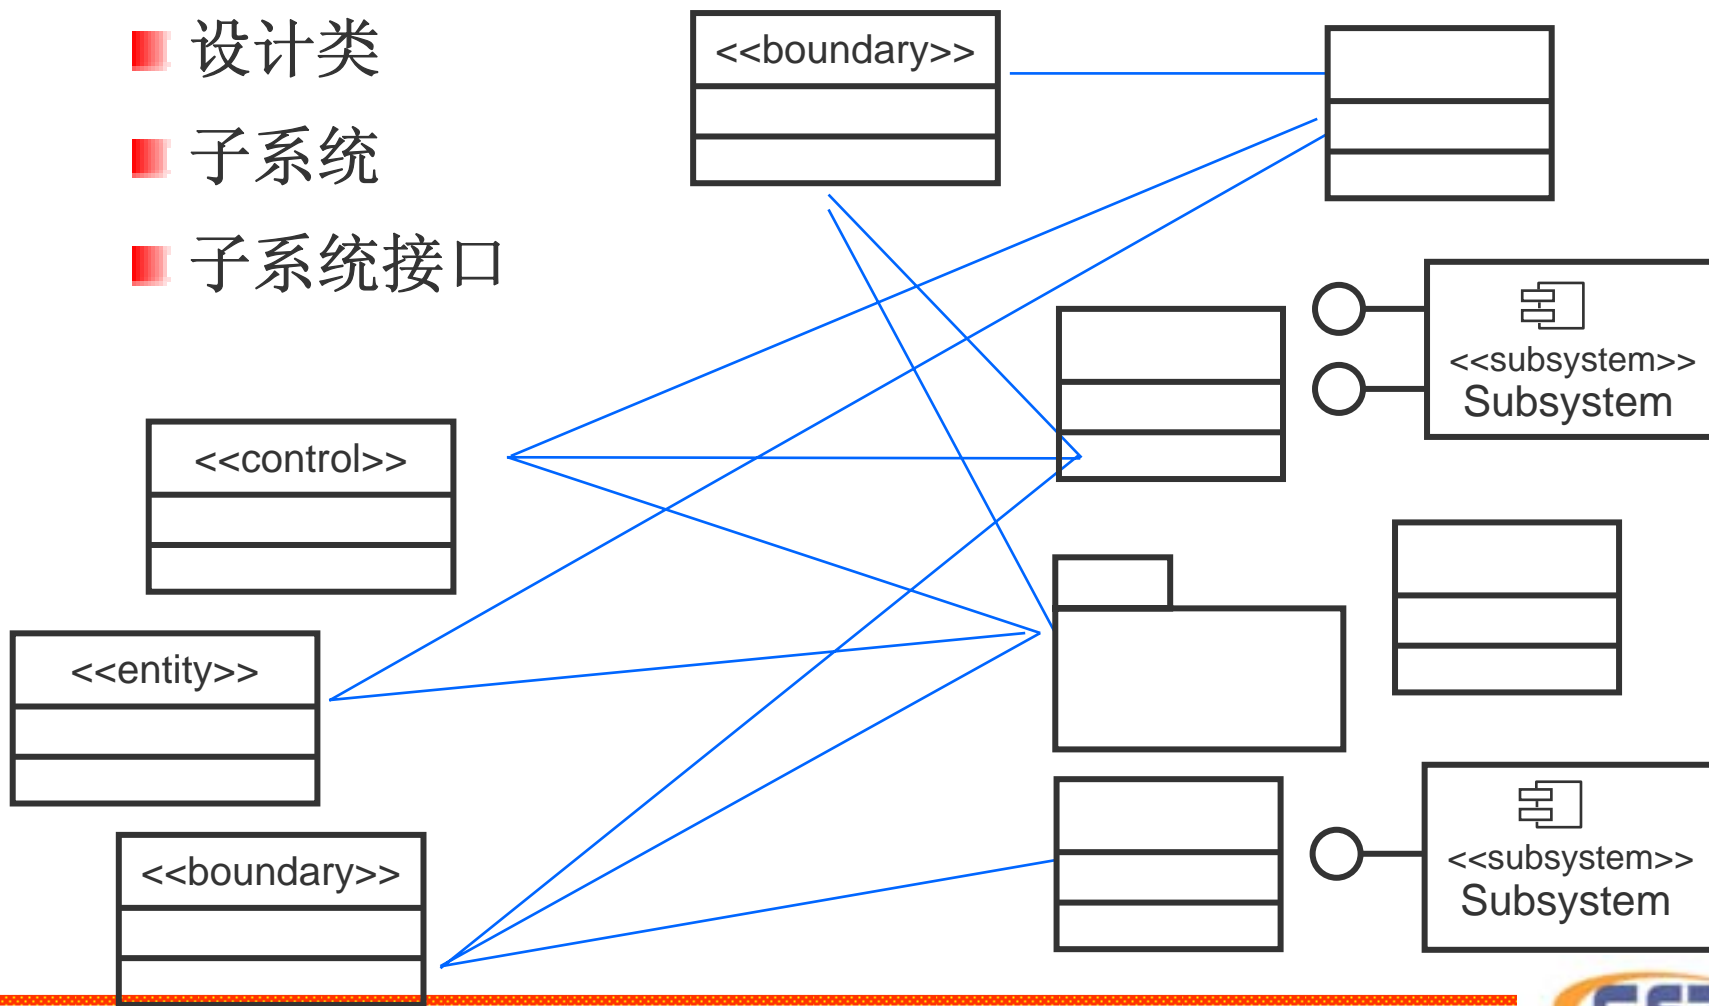 设计类
子系统
子系统接口
<<boundary>>
<<subsystem>>
Subsystem
<<control>>
<<entity>>
<<boundary>>
<<subsystem>>
Subsystem